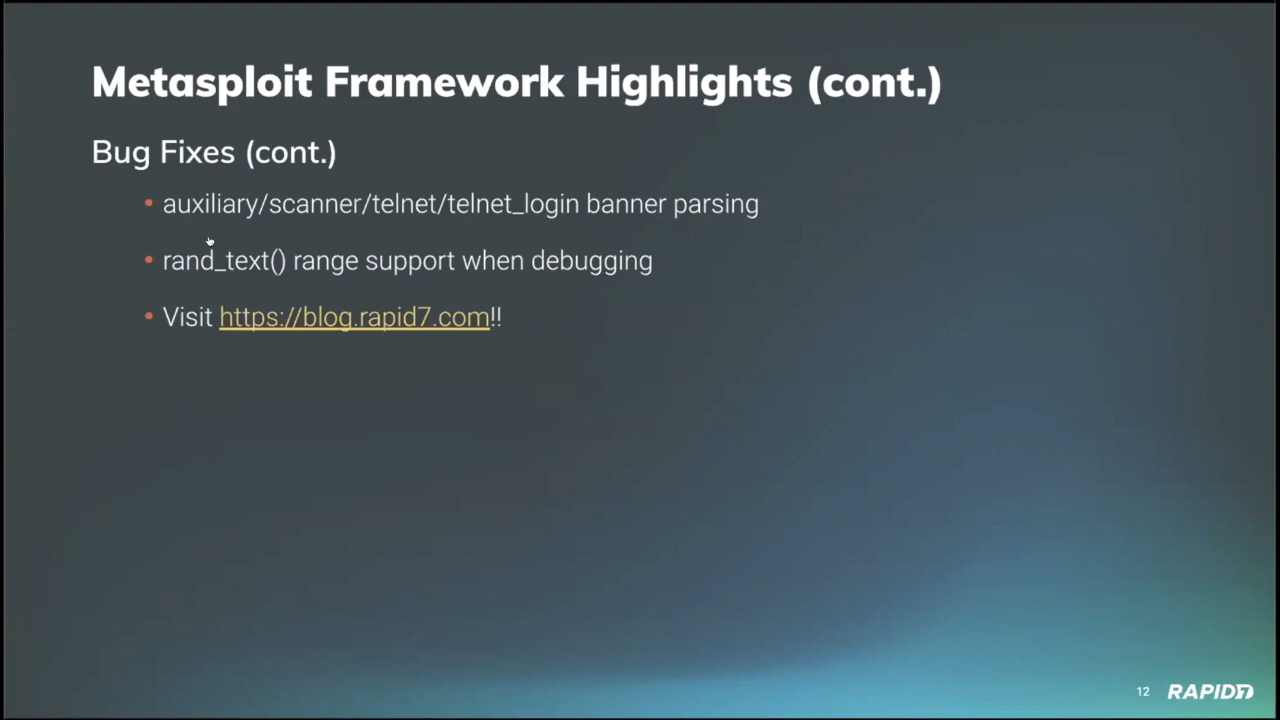 Metasploit Framework Highlights (cont.)
Bug Fixes (cont.)
• auxiliary/scanner/telnet/telnet_login banner parsing
• rand_text() range support when debugging
• Visit https://blog.rapid7.com!!
12 RAPID7